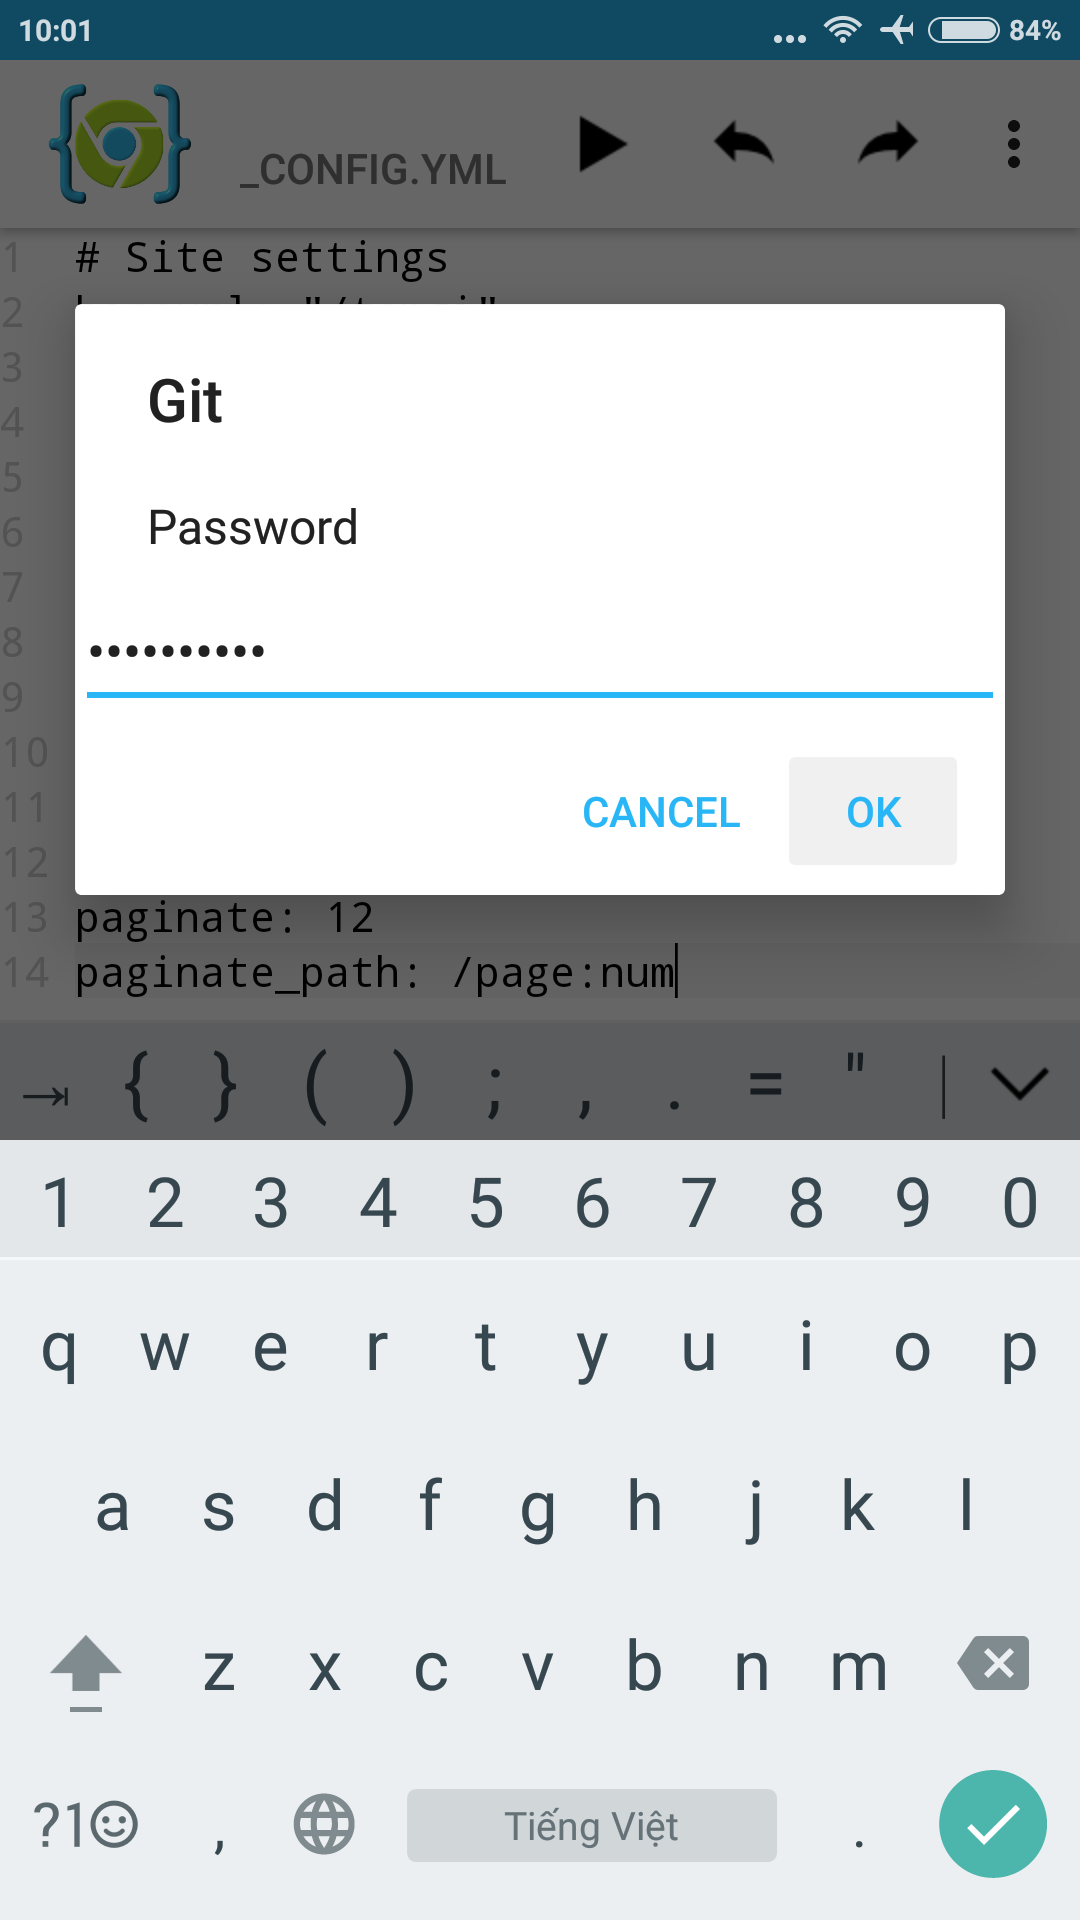 10:01
84%
_CONFIG.YML
1 # Site settings
2
3
4
5
6
7
8
9
10
11
12
13 paginate: 12
14 paginate_path: /page:num
Git
Password
••••••••••
CANCEL OK
{ } ( ) ; , . = " |
1 2 3 4 5 6 7 8 9 0
q w e r t y u i o p
a s d f g h j k l
z x c v b n m
?1 , Tiếng Việt .